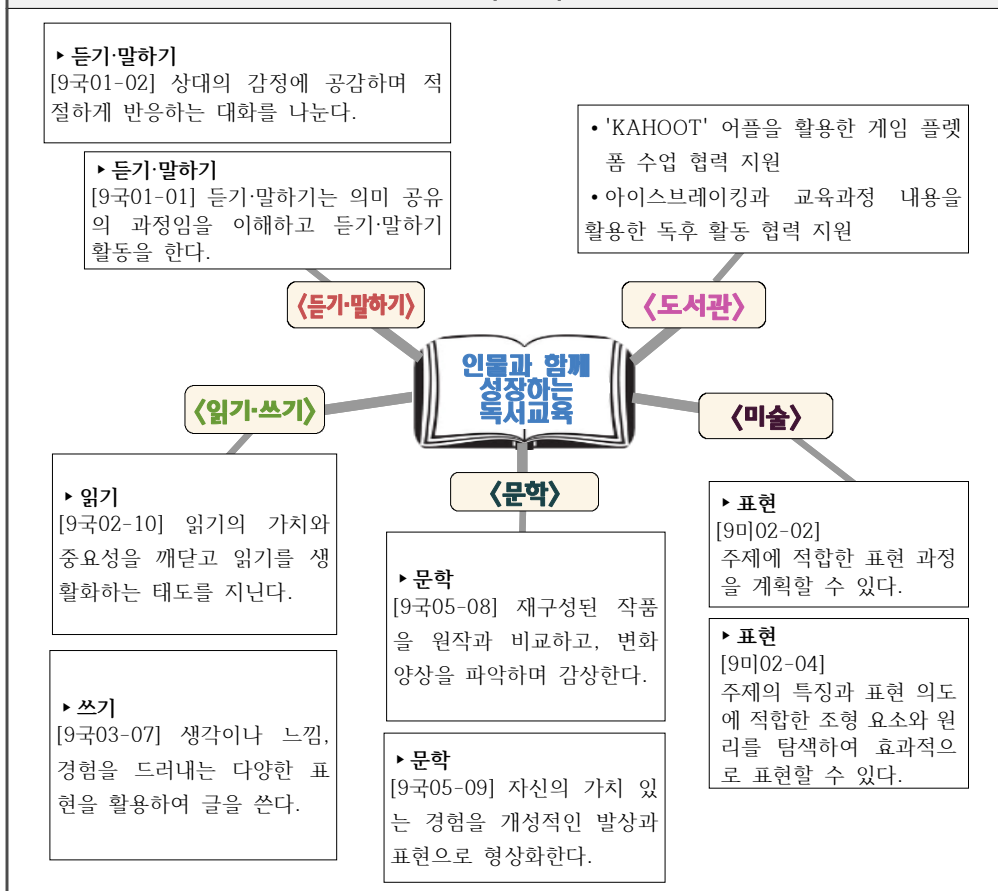 ▸ 듣기·말하기
[9국01-02] 상대의 감정에 공감하며 적
절하게 반응하는 대화를 나눈다.
▸ 듣기·말하기
[9국01-01] 듣기·말하기는 의미 공유
의 과정임을 이해하고 듣기·말하기
활동을 한다.
• 'KAHOOT' 어플을 활용한 게임 플렛
폼 수업 협력 지원
• 아이스브레이킹과 교육과정 내용을
활용한 독후 활동 협력 지원
〈듣기·말하기〉
〈도서관〉
인물과 함께
성장하는
독서교육
〈읽기·쓰기〉
〈미술〉
〈문학〉
▸ 읽기
[9국02-10] 읽기의 가치와
중요성을 깨닫고 읽기를 생
활화하는 태도를 지닌다.
▸ 쓰기
[9국03-07] 생각이나 느낌,
경험을 드러내는 다양한 표
현을 활용하여 글을 쓴다.
▸ 문학
[9국05-08] 재구성된 작품
을 원작과 비교하고, 변화
양상을 파악하며 감상한다.
▸ 문학
[9국05-09] 자신의 가치 있
는 경험을 개성적인 발상과
표현으로 형상화한다.
▸ 표현
[9미02-02]
주제에 적합한 표현 과정
을 계획할 수 있다.
▸ 표현
[9미02-04]
주제의 특징과 표현 의도
에 적합한 조형 요소와 원
리를 탐색하여 효과적으
로 표현할 수 있다.